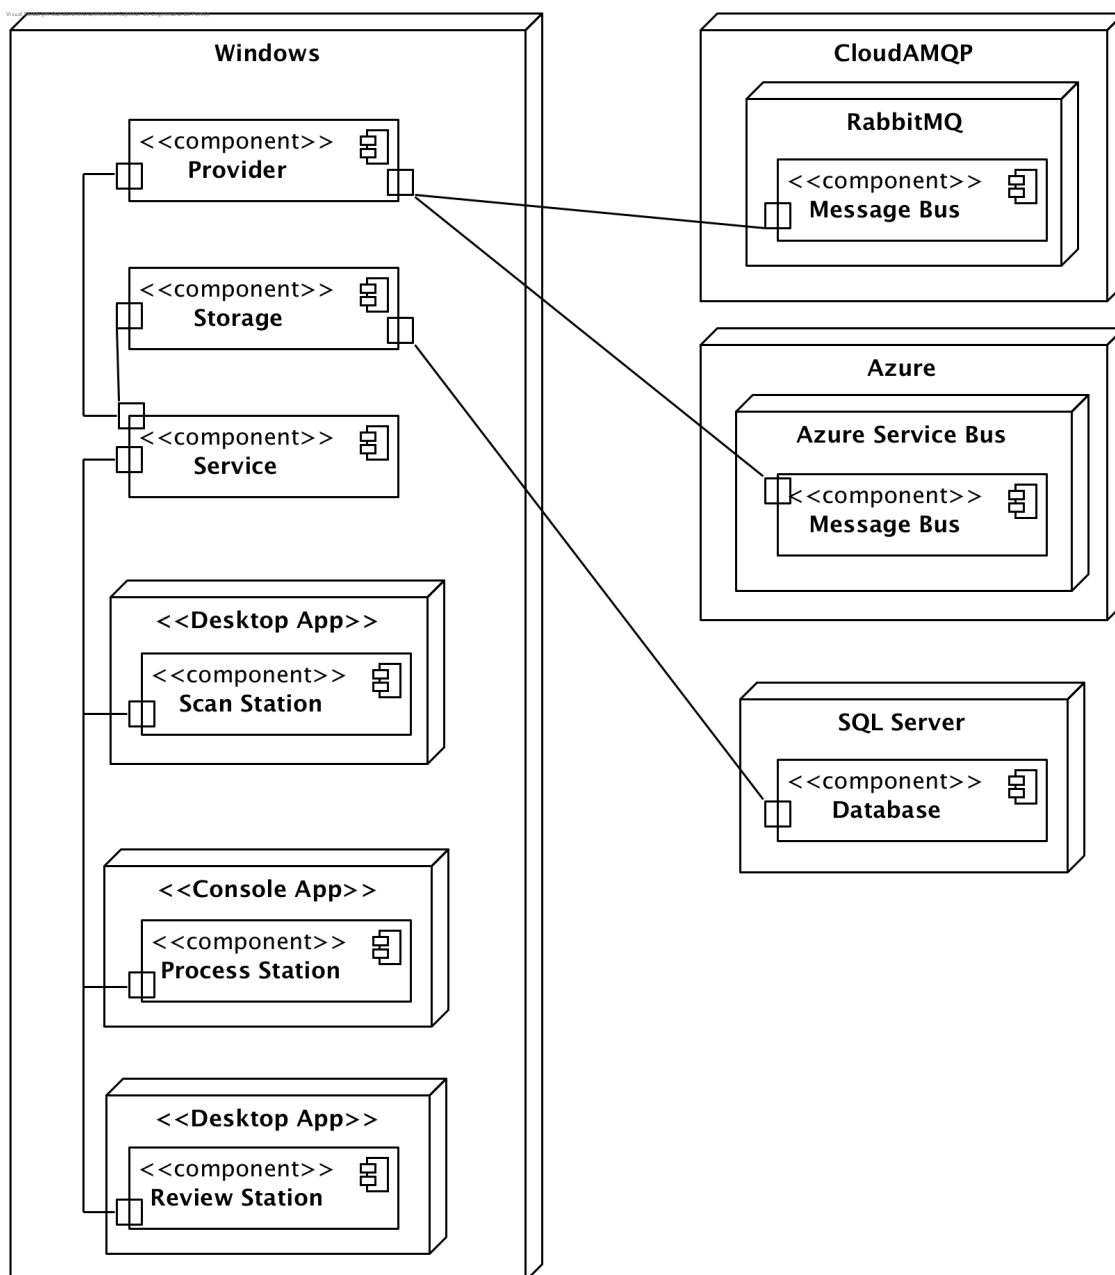 Windows
<<component>>
Provider
<<component>>
Storage
<<component>>
Service
<<Desktop App>>
<<component>>
Scan Station
<<Console App>>
<<component>>
Process Station
<<Desktop App>>
<<component>>
Review Station
CloudAMQP
RabbitMQ
<<component>>
Message Bus
Azure
Azure Service Bus
<<component>>
Message Bus
SQL Server
<<component>>
Database